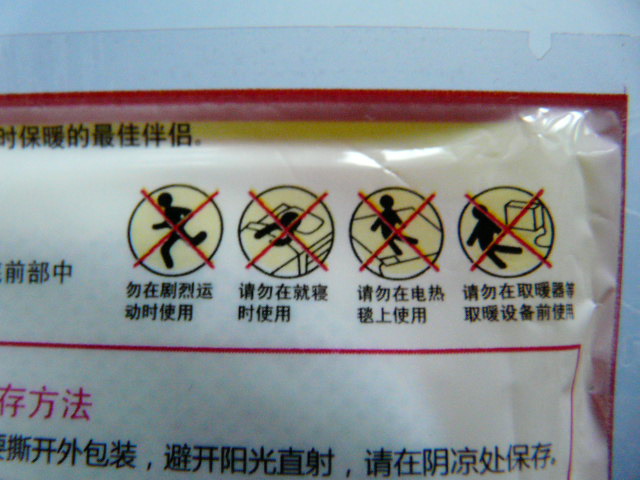 时保暖的最佳伴侣。
前部中
勿在剧烈运
动时使用
请勿在就寝
时使用
请勿在电热
毯上使用
请勿在取暖器等
取暖设备前使用
存方法
要撕开外包装，避开阳光直射，请在阴凉处保存.